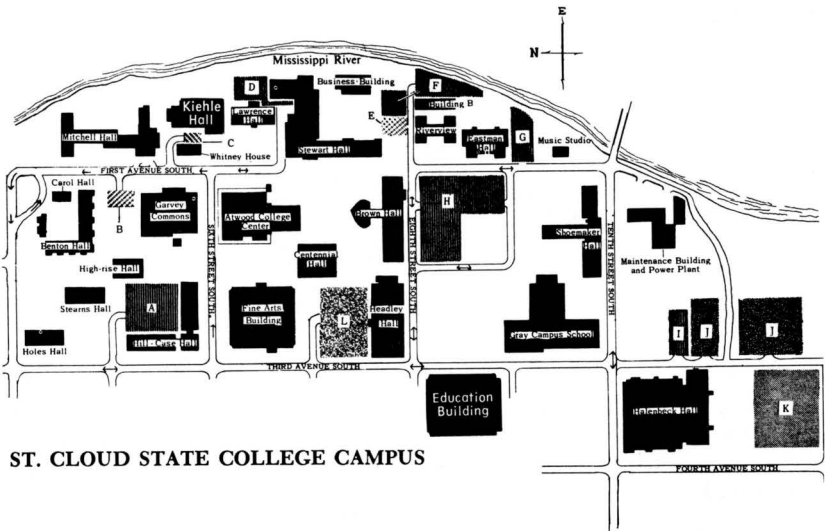 E
N
Mississippi River
D
Business Building
F
Kiehle
Hall
Lawrence
Hall
Building B
E
Mitchell Hall
C
Riverview
Eastman
Hall
G
Music Studio
Whitney House
Stewart Hall
FIRST AVENUE SOUTH
Carol Hall
Garvey
Commons
B
Atwood College
Center
Brown Hall
H
Shoemaker
Hall
Benton Hall
SIXTH STREET SOUTH
EIGHTH STREET SOUTH
TENTH STREET SOUTH
High-rise Hall
Centennial
Hall
Maintenance Building
and Power Plant
Stearns Hall
A
Fine Arts
Building
L
Headley
Hall
Gray Campus School
I
J
J
Holes Hall
Hill-Case Hall
THIRD AVENUE SOUTH
Education
Building
Halenbeck Hall
K
ST. CLOUD STATE COLLEGE CAMPUS
FOURTH AVENUE SOUTH